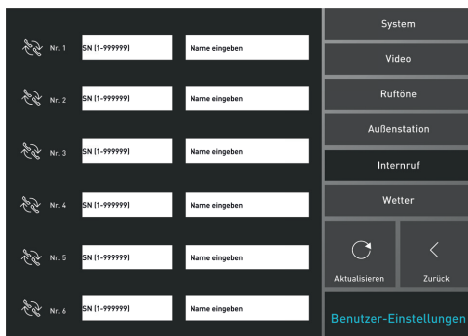 Nr. 1 SN (1-999999) Name eingeben
Nr. 2 SN (1-999999) Name eingeben
Nr. 3 SN (1-999999) Name eingeben
Nr. 4 SN (1-999999) Name eingeben
Nr. 5 SN (1-999999) Name eingeben
Nr. 6 SN (1-999999) Name eingeben
System
Video
Ruftöne
Außenstation
Internruf
Wetter
Aktualisieren Zurück
Benutzer-Einstellungen